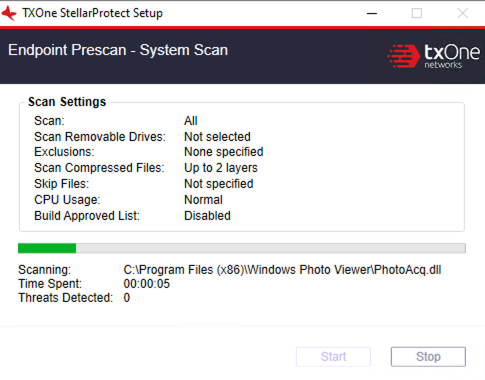 TXOne StellarProtect Setup
Endpoint Prescan - System Scan
txOne
networks
Scan Settings
Scan: All
Scan Removable Drives: Not selected
Exclusions: None specified
Scan Compressed Files: Up to 2 layers
Skip Files: Not specified
CPU Usage: Normal
Build Approved List: Disabled
Scanning: C:\Program Files (x86)\Windows Photo Viewer\PhotoAcq.dll
Time Spent: 00:00:05
Threats Detected: 0
Start Stop